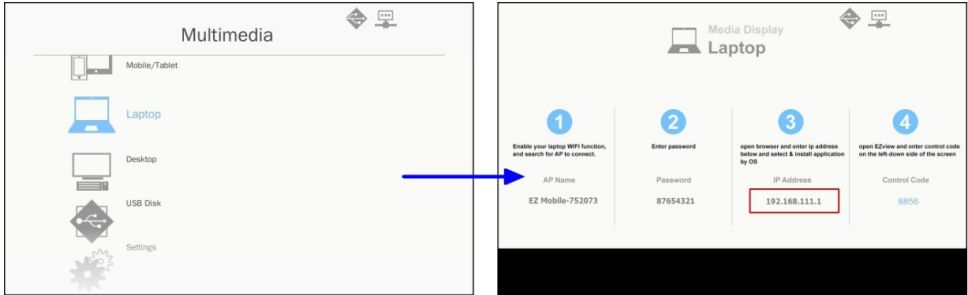 Multimedia
Mobile/Tablet
Laptop
Desktop
USB Disk
Settings
Media Display
Laptop
1
Enable your laptop WIFI function,
and search for AP to connect.
AP Name
EZ Mobile-752073
2
Enter password
Password
87654321
3
open browser and enter ip address
below and select & install application
by OS
IP Address
192.168.111.1
4
open EZview and enter control code
on the left-down side of the screen
Control Code
8856